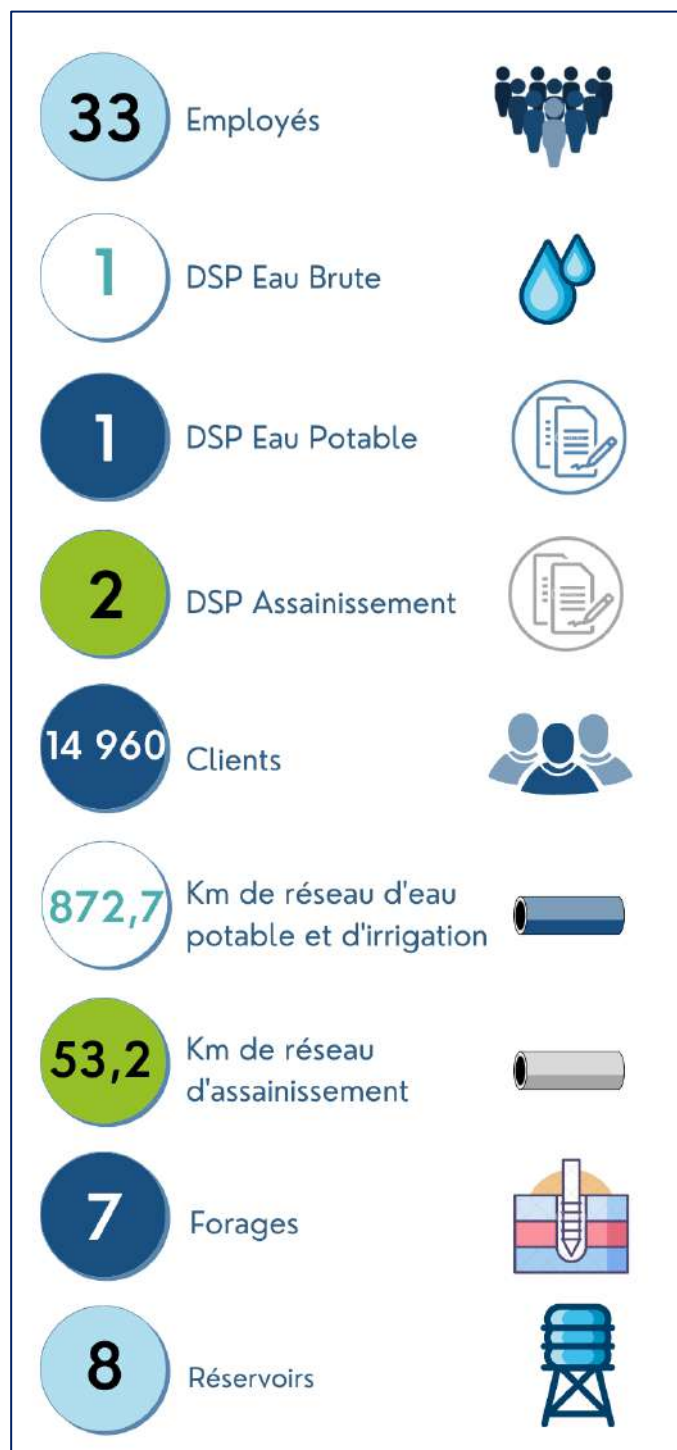 33 Employés
1 DSP Eau Brute
1 DSP Eau Potable
2 DSP Assainissement
14 960 Clients
872,7 Km de réseau d'eau
potable et d'irrigation
53,2 Km de réseau
d'assainissement
7 Forages
8 Réservoirs